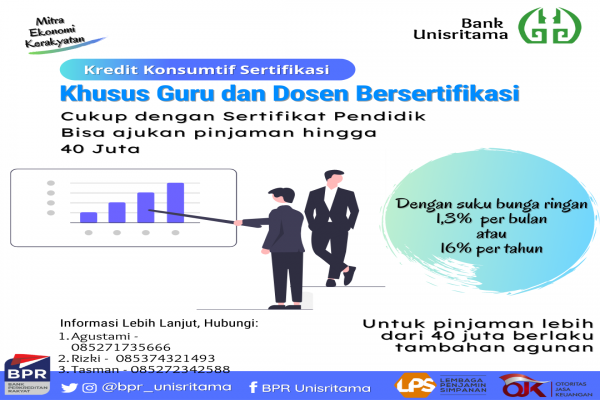 Mitra
Ekonomi
Kerakyatan
Bank
Unisritama
Kredit Konsumtif Sertifikasi
Khusus Guru dan Dosen Bersertifikasi
Cukup dengan Sertifikat Pendidik
Bisa ajukan pinjaman hingga
40 Juta
Dengan suku bunga ringan
1,3% per bulan
atau
16% per tahun
Informasi Lebih Lanjut, Hubungi:
1.Agustami -
085271735666
2.Rizki - 085374321493
3.Tasman - 085272342588
Untuk pinjaman lebih
dari 40 juta berlaku
tambahan agunan
BPR
BANK
PERKREDITAN
RAKYAT
@bpr_unisritama
BPR Unisritama
LPS
LEMBAGA
PENJAMIN
SIMPANAN
OJK
OTORITAS
JASA
KEUANGAN